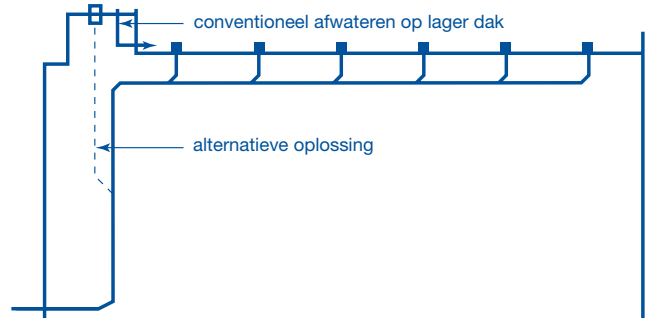 conventioneel afwateren op lager dak
alternatieve oplossing